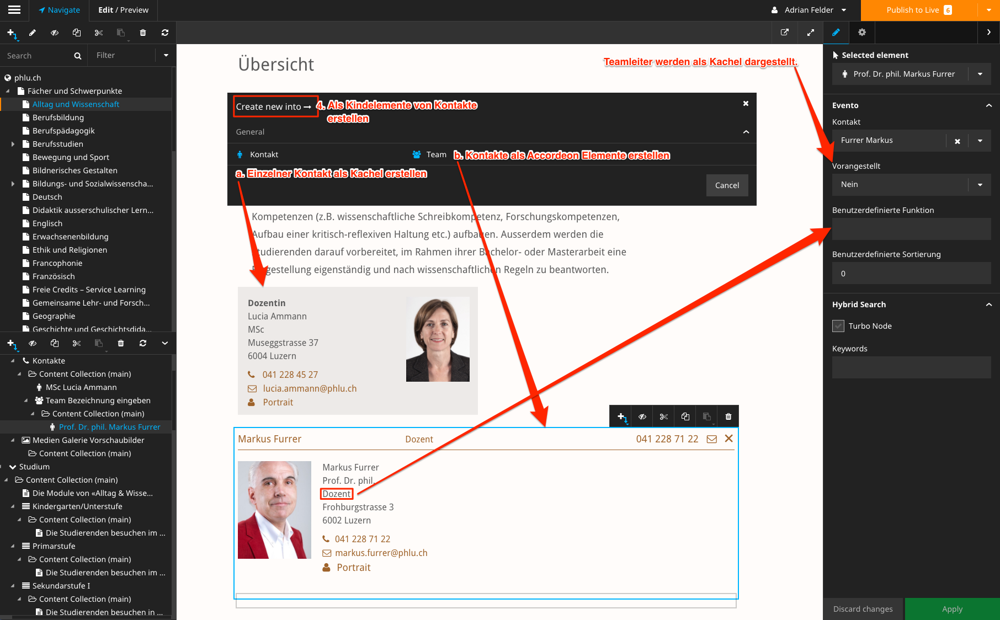 Navigate
Edit / Preview
Adrian Felder
Publish to Live 6
Search
Filter
phlu.ch
Fächer und Schwerpunkte
Alltag und Wissenschaft
Berufsbildung
Berufspädagogik
Berufsstudien
Bewegung und Sport
Bildnerisches Gestalten
Bildungs- und Sozialwissenscha...
Deutsch
Didaktik ausserschulischer Lern...
Englisch
Erwachsenenbildung
Ethik und Religionen
Francophonie
Französisch
Freie Credits – Service Learning
Gemeinsame Lehr- und Forsch...
Geographie
Geschichte und Geschichtsdida...
Kontakte
Content Collection (main)
MSc Lucia Ammann
Team Bezeichnung eingeben
Content Collection (main)
Prof. Dr. phil. Markus Furrer
Medien Galerie Vorschaubilder
Content Collection (main)
Studium
Content Collection (main)
Die Module von «Alltag & Wisse...
Kindergarten/Unterstufe
Content Collection (main)
Die Studierenden besuchen im ...
Primarstufe
Content Collection (main)
Die Studierenden besuchen im ...
Sekundarstufe I
Content Collection (main)
Die Studierenden besuchen in ...
Übersicht
Teamleiter werden als Kachel dargestellt.
Create new into
4. Als Kindelemente von Kontakte
erstellen
General
Kontakt
Team
b. Kontakte als Accordeon Elemente erstellen
a. Einzelner Kontakt als Kachel erstellen
Cancel
Kompetenzen (z.B. wissenschaftliche Schreibkompetenz, Forschungskompetenzen,
Aufbau einer kritisch-reflexiven Haltung etc.) aufbauen. Ausserdem werden die
Studierenden darauf vorbereitet, im Rahmen ihrer Bachelor- oder Masterarbeit eine
eigenständig und nach wissenschaftlichen Regeln zu beantworten.
Dozentin
Lucia Ammann
MSc
Museggstrasse 37
6004 Luzern
041 228 45 27
lucia.ammann@phlu.ch
Portrait
Markus Furrer
Dozent
041 228 71 22
Markus Furrer
Prof. Dr. phil.
Dozent
Frohburgstrasse 3
6002 Luzern
041 228 71 22
markus.furrer@phlu.ch
Portrait
Selected element
Prof. Dr. phil. Markus Furrer
Evento
Kontakt
Furrer Markus
Vorangestellt
Nein
Benutzerdefinierte Funktion
Benutzerdefinierte Sortierung
0
Hybrid Search
Turbo Node
Keywords
Discard changes
Apply